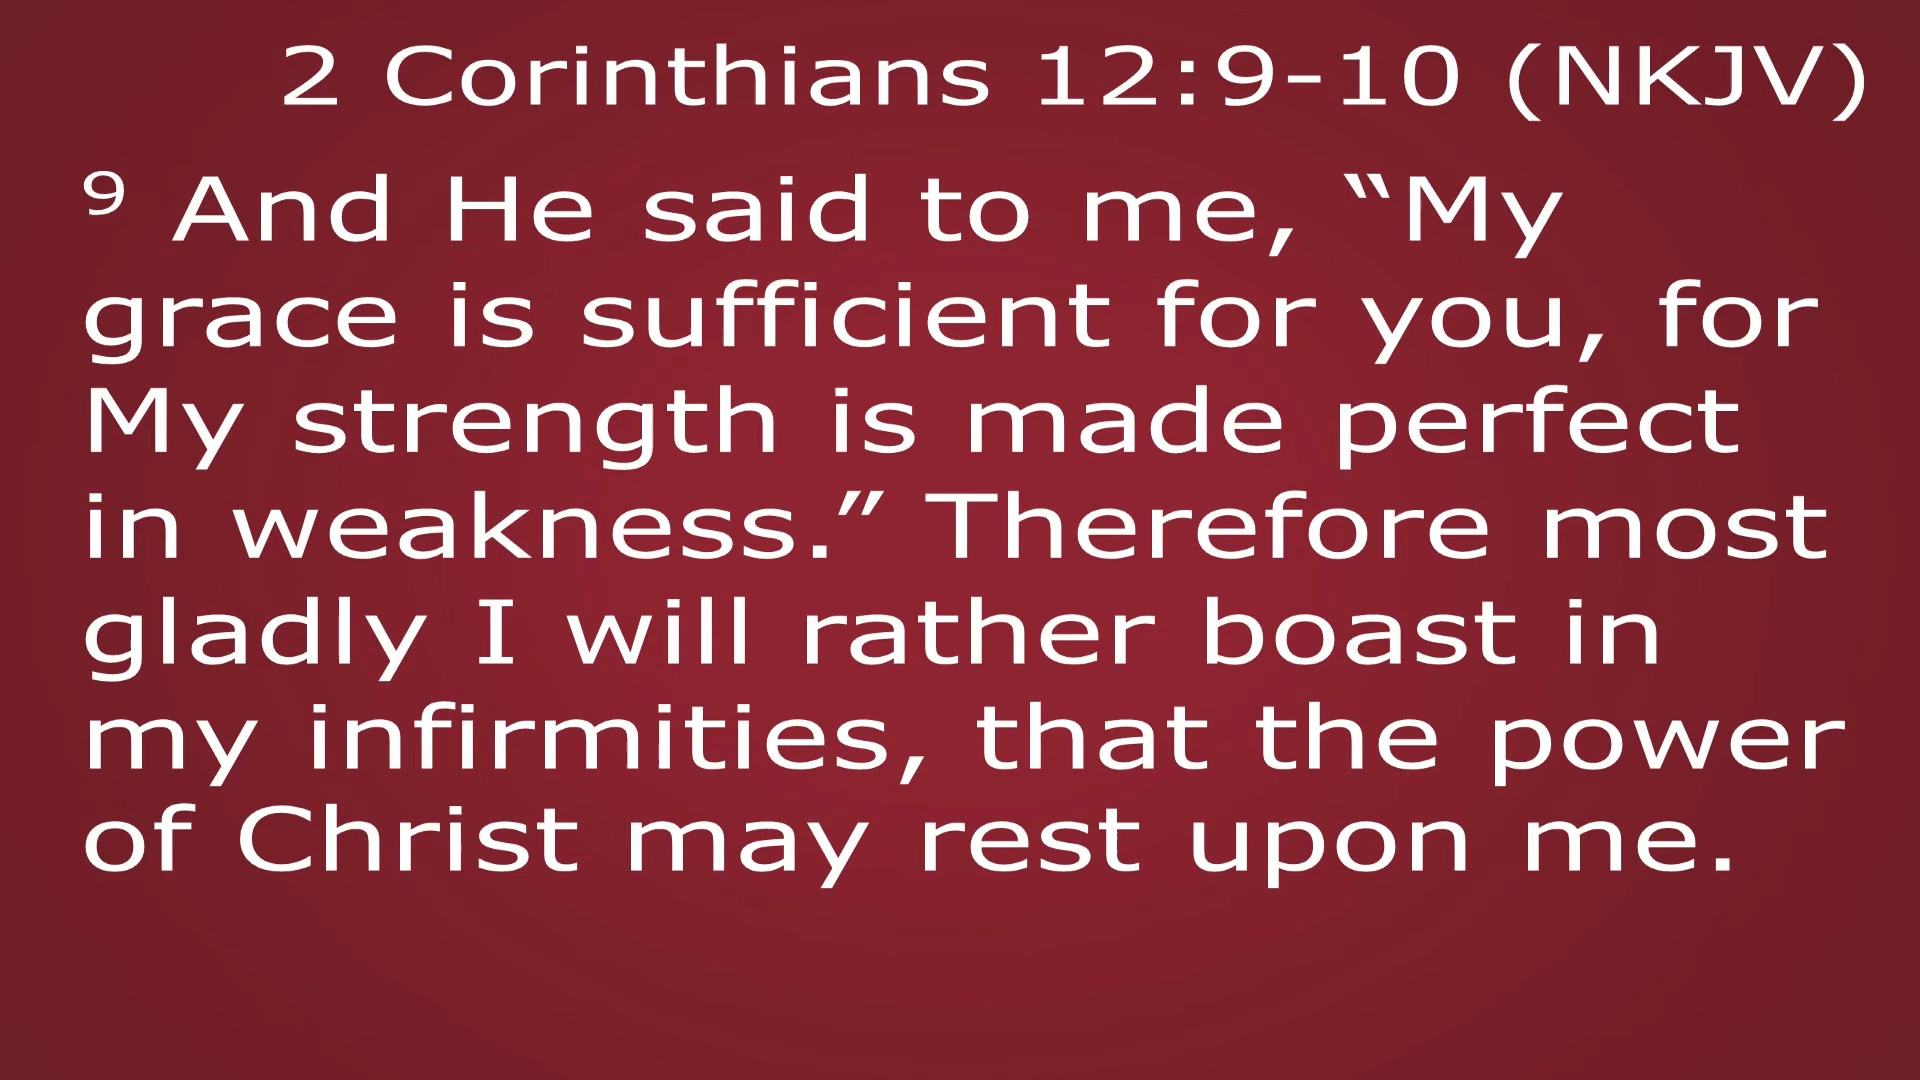 2 Corinthians 12:9-10 (NKJV)
⁹ And He said to me, “My
grace is sufficient for you, for
My strength is made perfect
in weakness.” Therefore most
gladly I will rather boast in
my infirmities, that the power
of Christ may rest upon me.